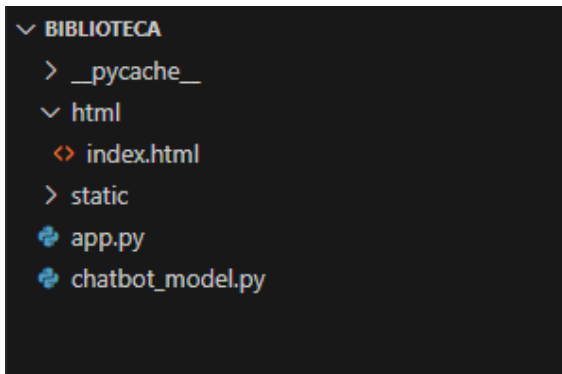 BIBLIOTECA
__pycache__
html
<> index.html
static
app.py
chatbot_model.py